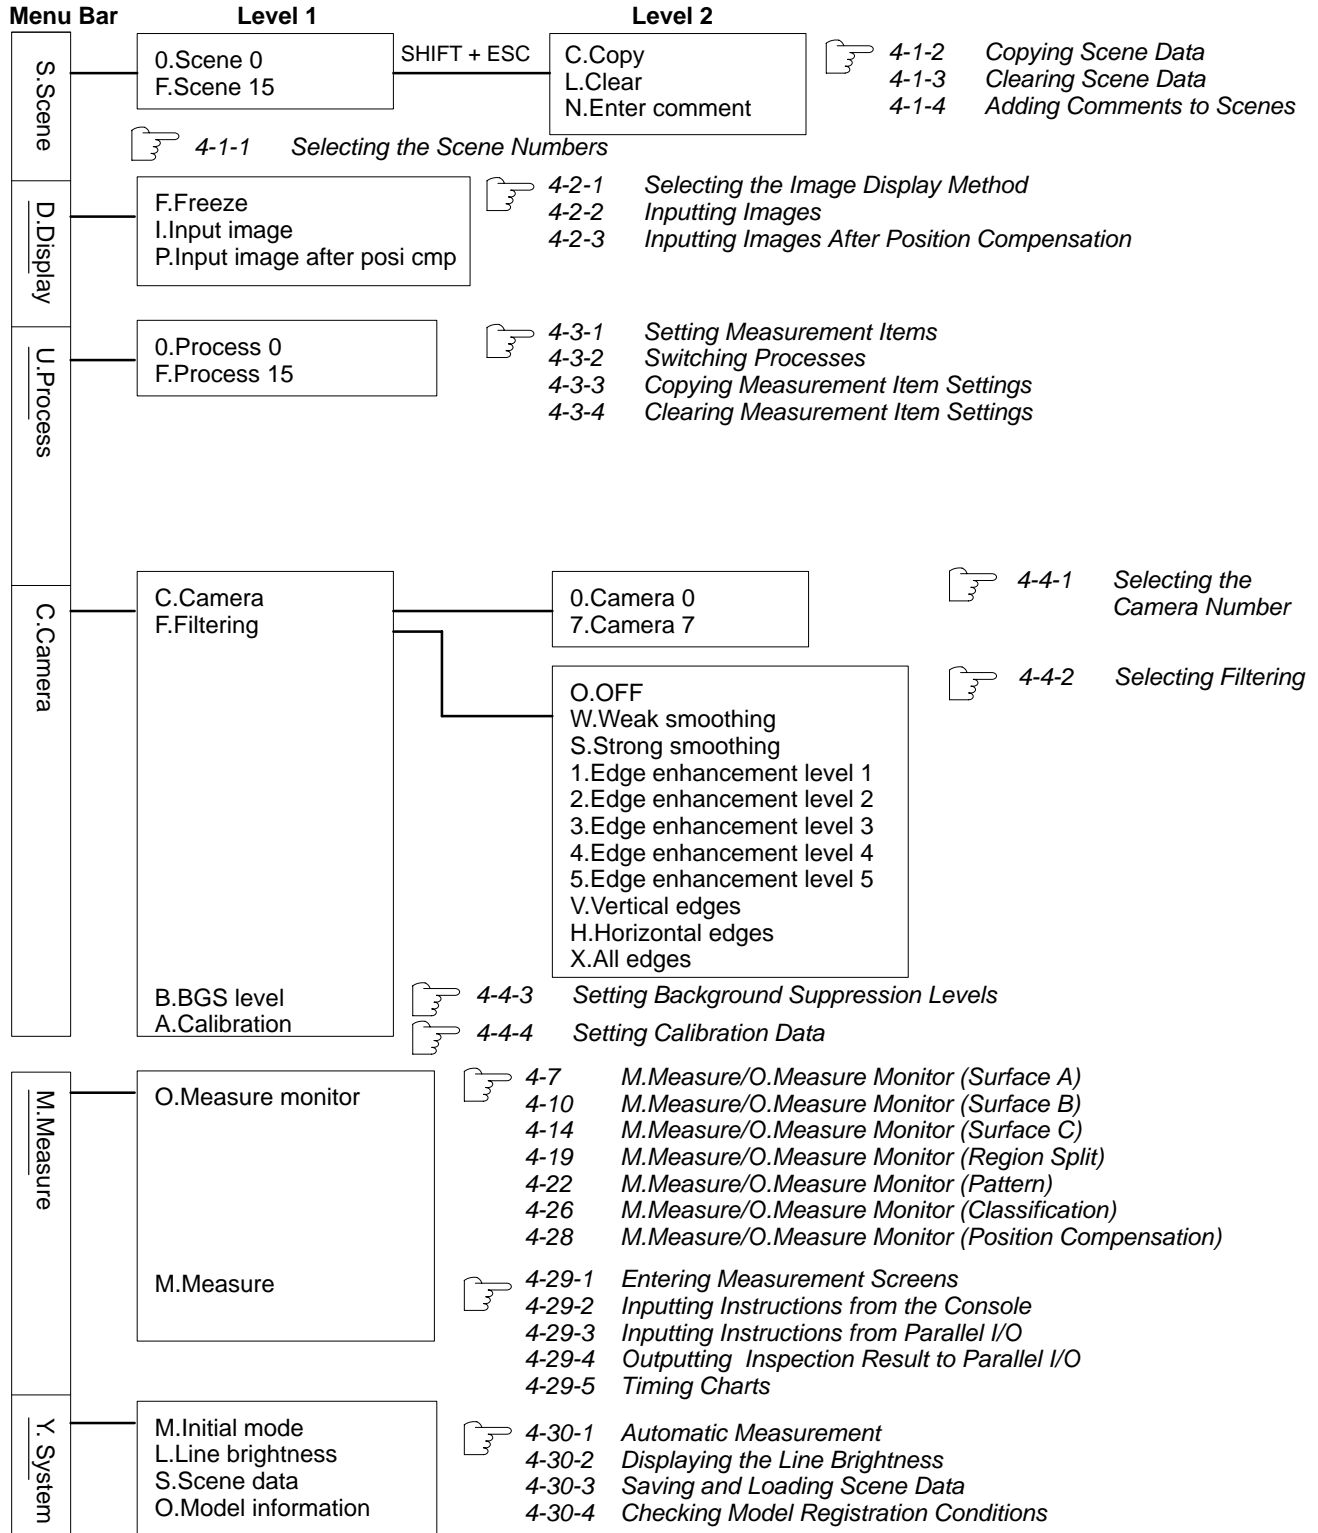 Menu Bar Level 1 Level 2
S.Scene
0.Scene 0
F.Scene 15
SHIFT + ESC
C.Copy
L.Clear
N.Enter comment
4-1-2 Copying Scene Data
4-1-3 Clearing Scene Data
4-1-4 Adding Comments to Scenes
4-1-1 Selecting the Scene Numbers
D.Display
F.Freeze
I.Input image
P.Input image after posi cmp
4-2-1 Selecting the Image Display Method
4-2-2 Inputting Images
4-2-3 Inputting Images After Position Compensation
U.Process
0.Process 0
F.Process 15
4-3-1 Setting Measurement Items
4-3-2 Switching Processes
4-3-3 Copying Measurement Item Settings
4-3-4 Clearing Measurement Item Settings
C.Camera
C.Camera
F.Filtering
0.Camera 0
7.Camera 7
4-4-1 Selecting the
Camera Number
O.OFF
W.Weak smoothing
S.Strong smoothing
1.Edge enhancement level 1
2.Edge enhancement level 2
3.Edge enhancement level 3
4.Edge enhancement level 4
5.Edge enhancement level 5
V.Vertical edges
H.Horizontal edges
X.All edges
4-4-2 Selecting Filtering
B.BGS level
A.Calibration
4-4-3 Setting Background Suppression Levels
4-4-4 Setting Calibration Data
M.Measure
O.Measure monitor
4-7 M.Measure/O.Measure Monitor (Surface A)
4-10 M.Measure/O.Measure Monitor (Surface B)
4-14 M.Measure/O.Measure Monitor (Surface C)
4-19 M.Measure/O.Measure Monitor (Region Split)
4-22 M.Measure/O.Measure Monitor (Pattern)
4-26 M.Measure/O.Measure Monitor (Classification)
4-28 M.Measure/O.Measure Monitor (Position Compensation)
M.Measure
4-29-1 Entering Measurement Screens
4-29-2 Inputting Instructions from the Console
4-29-3 Inputting Instructions from Parallel I/O
4-29-4 Outputting Inspection Result to Parallel I/O
4-29-5 Timing Charts
Y. System
M.Initial mode
L.Line brightness
S.Scene data
O.Model information
4-30-1 Automatic Measurement
4-30-2 Displaying the Line Brightness
4-30-3 Saving and Loading Scene Data
4-30-4 Checking Model Registration Conditions